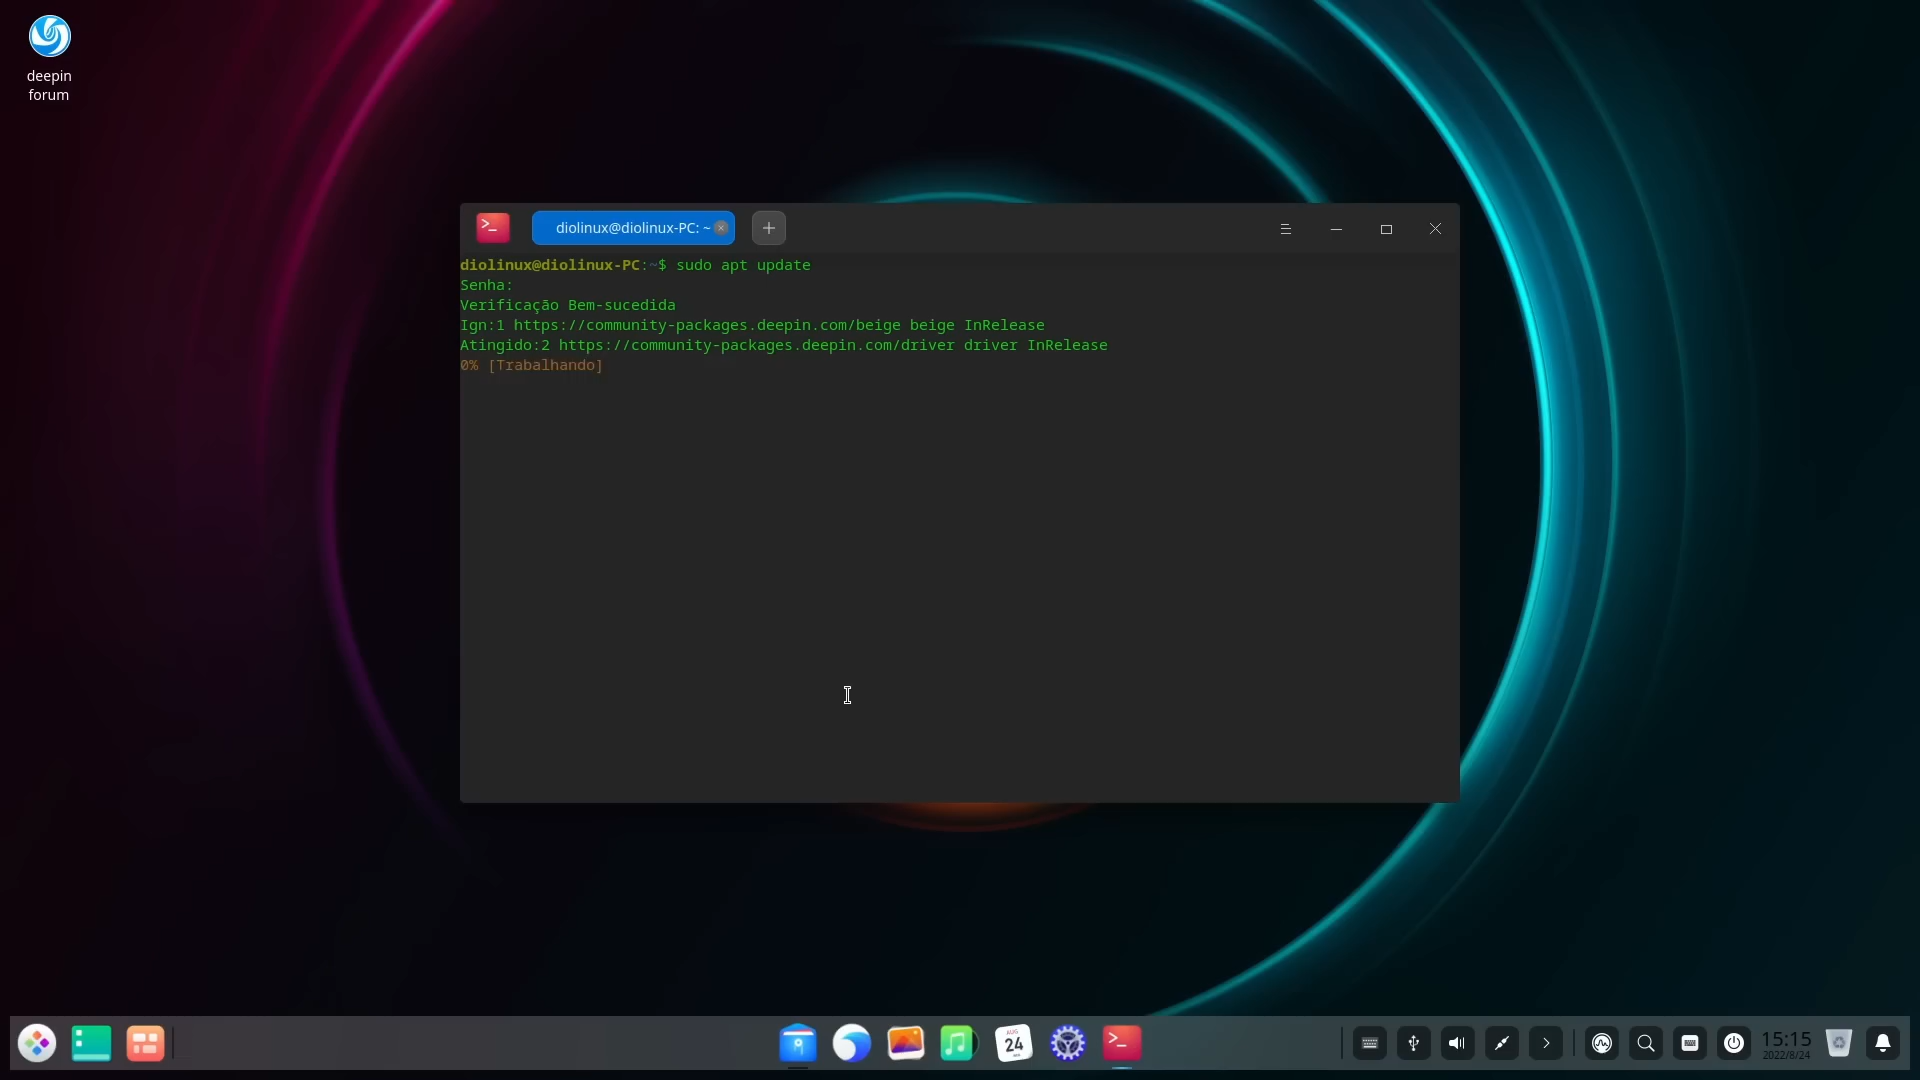 deepin
forum
diolinux@diolinux-PC: ~
diolinux@diolinux-PC:~$ sudo apt update
Senha:
Verificação Bem-sucedida
Ign:1 https://community-packages.deepin.com/beige beige InRelease
Atingido:2 https://community-packages.deepin.com/driver driver InRelease
0% [Trabalhando]
AUG
24
15:15
2022/8/24